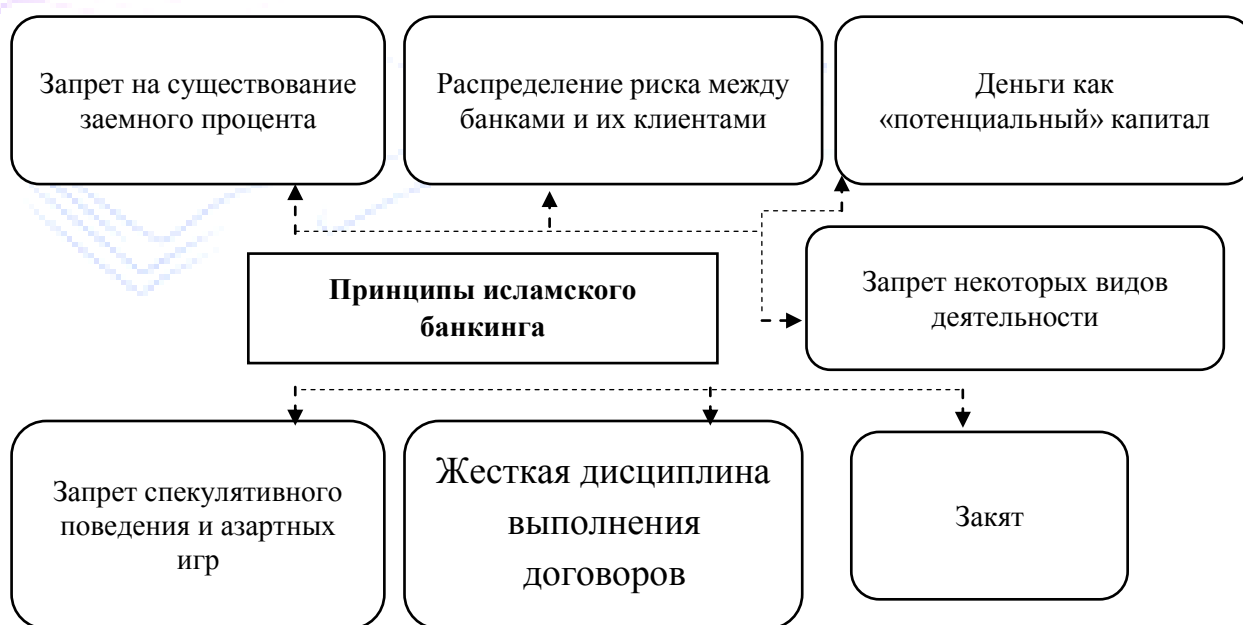 Запрет на существование
заемного процента
Распределение риска между
банками и их клиентами
Деньги как
«потенциальный» капитал
Принципы исламского
банкинга
Запрет некоторых видов
деятельности
Запрет спекулятивного
поведения и азартных
игр
Жесткая дисциплина
выполнения
договоров
Закят